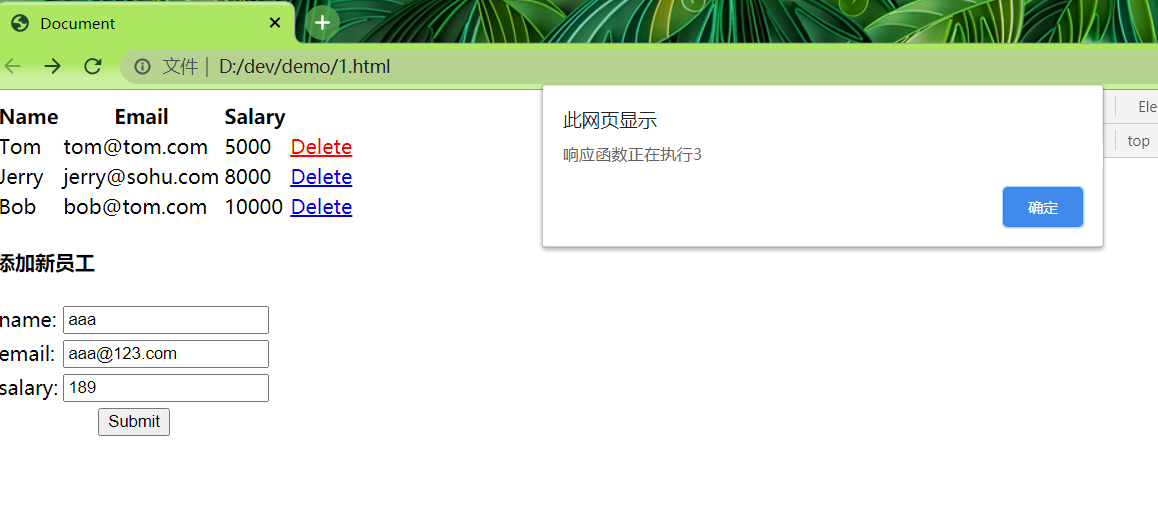 Document
文件 | D:/dev/demo/1.html
Name Email Salary
Tom tom@tom.com 5000 Delete
Jerry jerry@sohu.com 8000 Delete
Bob bob@tom.com 10000 Delete
添加新员工
name: aaa
email: aaa@123.com
salary: 189
Submit
此网页显示
响应函数正在执行3
确定
Ele
top